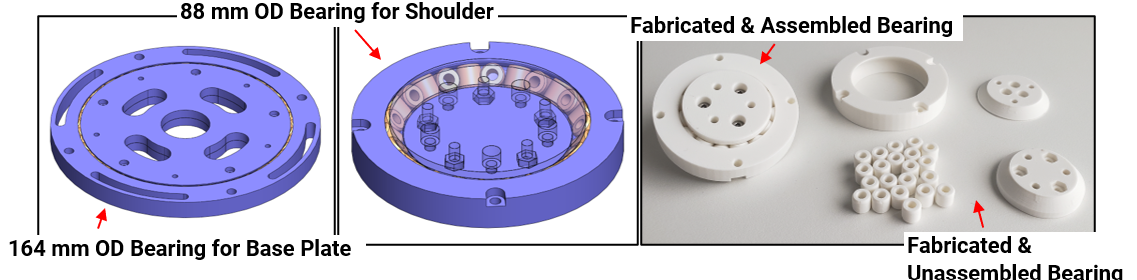 88 mm OD Bearing for Shoulder
Fabricated & Assembled Bearing
164 mm OD Bearing for Base Plate
Fabricated &
Unassembled Bearing